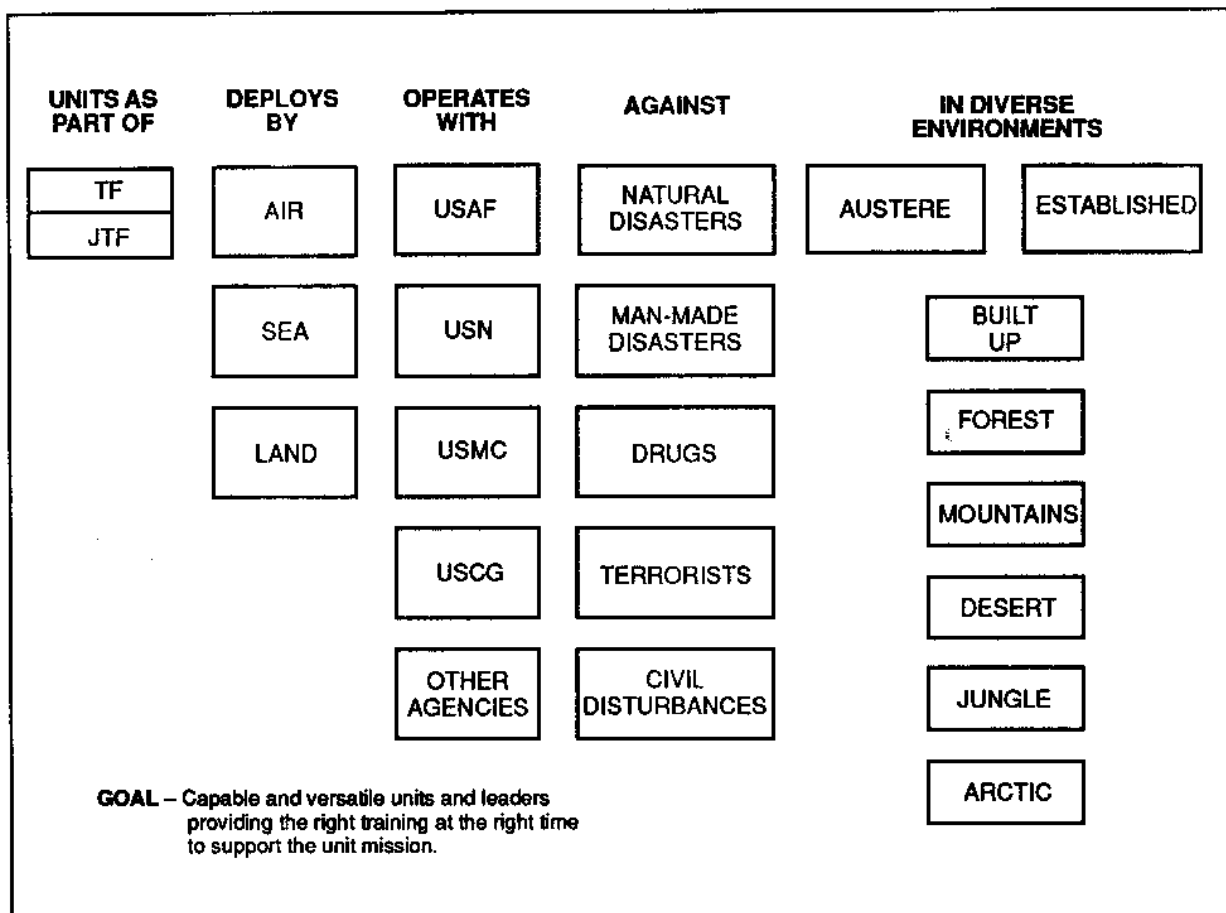 UNITS AS
PART OF
DEPLOYS
BY
OPERATES
WITH
AGAINST
IN DIVERSE
ENVIRONMENTS
TF
JTF
AIR
USAF
NATURAL
DISASTERS
AUSTERE
ESTABLISHED
SEA
USN
MAN-MADE
DISASTERS
BUILT
UP
LAND
USMC
DRUGS
FOREST
MOUNTAINS
USCG
TERRORISTS
DESERT
OTHER
AGENCIES
CIVIL
DISTURBANCES
JUNGLE
ARCTIC
GOAL – Capable and versatile units and leaders
providing the right training at the right time
to support the unit mission.